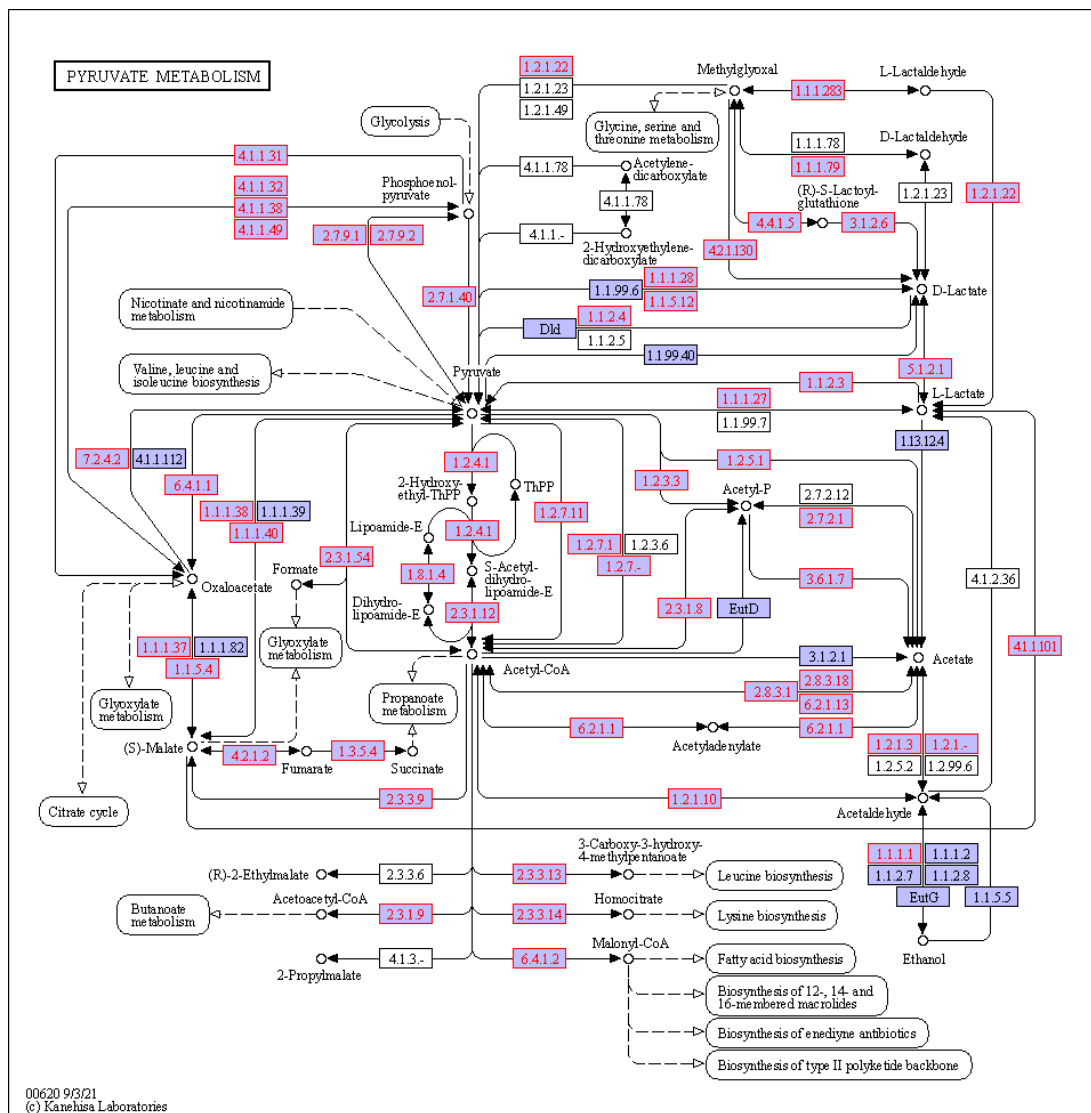 PYRUVATE METABOLISM
1.2.1.22
1.2.1.23
1.2.1.49
Methylglyoxal
L-Lactaldehyde
1.1.1.283
Glycolysis
Glycine, serine and
threonine metabolism
D-Lactaldehyde
1.1.1.78
1.1.1.79
4.1.1.31
4.1.1.32
4.1.1.38
4.1.1.49
Phosphoenol-
pyruvate
4.1.1.78
Acetylene-
dicarboxylate
4.1.1.78
(R)-S-Lactoyl-
glutathione
1.2.1.23
1.2.1.22
2.7.9.1
2.7.9.2
4.1.1.-
2-Hydroxyethylene-
dicarboxylate
4.4.1.5
3.1.2.6
4.2.1.130
Nicotinate and nicotinamide
metabolism
2.7.1.40
1.1.99.6
1.1.1.28
1.1.5.12
D-Lactate
Dld
1.1.2.4
1.1.2.5
1.1.99.40
Valine, leucine and
isoleucine biosynthesis
Pyruvate
1.1.2.3
5.1.2.1
L-Lactate
1.1.1.27
1.1.99.7
1.13.12.4
7.2.4.2
4.1.1.112
6.4.1.1
1.2.4.1
2-Hydroxy-
ethyl-ThPP
ThPP
1.2.3.3
1.2.5.1
Acetyl-P
2.7.2.12
2.7.2.1
1.1.1.38
1.1.1.39
1.1.1.40
Lipoamide-E
1.2.4.1
1.2.7.11
1.2.7.1
1.2.3.6
1.2.7.-
2.3.1.54
Formate
1.8.1.4
S-Acetyl-
dihydro-
lipoamide-E
Oxaloacetate
3.6.1.7
4.1.2.36
Dihydro-
lipoamide-E
2.3.1.12
2.3.1.8
EutD
1.1.1.37
1.1.1.82
1.1.5.4
Glyoxylate
metabolism
4.1.1.101
Acetyl-CoA
3.1.2.1
Acetate
2.8.3.1
2.8.3.18
6.2.1.13
Glyoxylate
metabolism
Propanoate
metabolism
6.2.1.1
Acetyladenylate
6.2.1.1
(S)-Malate
4.2.1.2
Fumarate
1.3.5.4
Succinate
1.2.1.3
1.2.1.-
1.2.5.2
1.2.99.6
Citrate cycle
2.3.3.9
1.2.1.10
Acetaldehyde
3-Carboxy-3-hydroxy-
4-methylpentanoate
(R)-2-Ethylmalate
2.3.3.6
2.3.3.13
Leucine biosynthesis
1.1.1.1
1.1.1.2
1.1.2.7
1.1.2.8
EutG
1.1.5.5
Butanoate
metabolism
Acetoacetyl-CoA
2.3.1.9
2.3.3.14
Homocitrate
Lysine biosynthesis
Ethanol
2-Propylmalate
4.1.3.-
6.4.1.2
Malonyl-CoA
Fatty acid biosynthesis
Biosynthesis of 12-, 14- and
16-membered macrolides
Biosynthesis of enediyne antibiotics
Biosynthesis of type II polyketide backbone
00620 9/3/21
(c) Kanehisa Laboratories